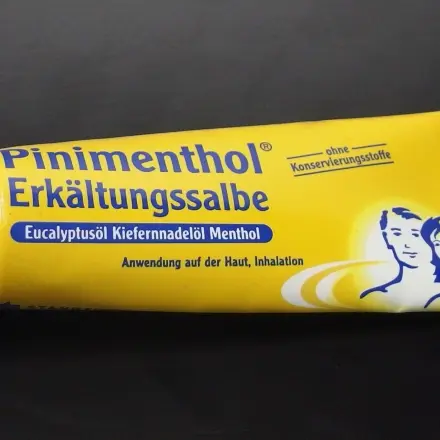 Pinimenthol®
Erkältungssalbe
ohne
Konservierungsstoffe
Eucalyptusöl Kiefernnadelöl Menthol
Anwendung auf der Haut, Inhalation